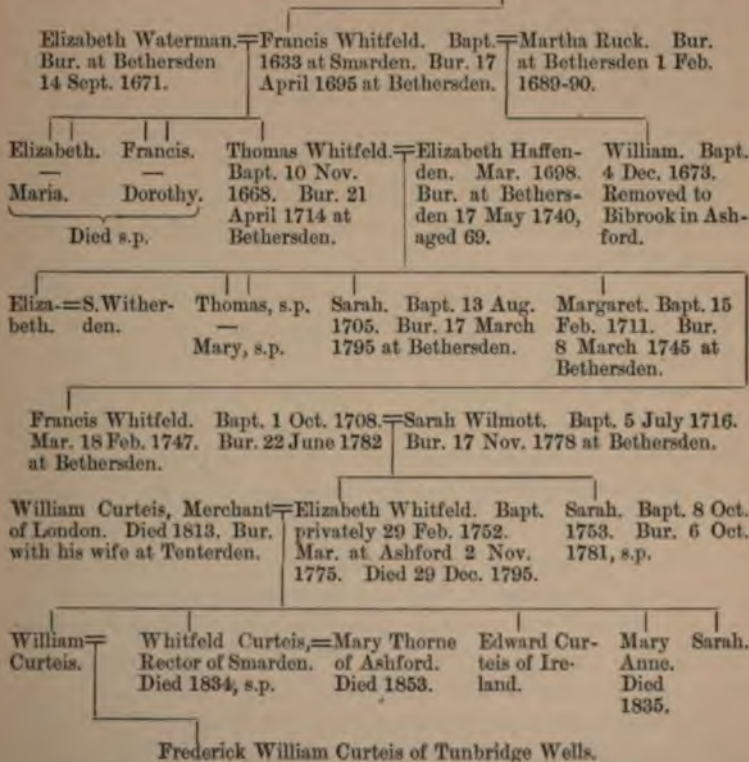 Elizabeth Waterman.=Francis Whitfeld. Bapt.=Martha Ruck. Bur.
Bur. at Bethersden 1633 at Smarden. Bur. 17 at Bethersden 1 Feb.
14 Sept. 1671. April 1695 at Bethersden. 1689-90.
Elizabeth. Francis. Thomas Whitfeld.=Elizabeth Haffen- William. Bapt.
— — Bapt. 10 Nov. den. Mar. 1698. 4 Dec. 1673.
Maria. Dorothy. 1668. Bur. 21 Bur. at Bethers- Removed to
April 1714 at den 17 May 1740, Bibrook in Ash-
Died s.p. Bethersden. aged 69. ford.
Eliza-=S.Wither- Thomas, s.p. Sarah. Bapt. 13 Aug. Margaret. Bapt. 15
beth. den. — 1705. Bur. 17 March Feb. 1711. Bur.
Mary, s.p. 1795 at Bethersden. 8 March 1745 at
Bethersden.
Francis Whitfeld. Bapt. 1 Oct. 1708.=Sarah Wilmott. Bapt. 5 July 1716.
Mar. 18 Feb. 1747. Bur. 22 June 1782 Bur. 17 Nov. 1778 at Bethersden.
at Bethersden.
William Curteis, Merchant=Elizabeth Whitfeld. Bapt. Sarah. Bapt. 8 Oct.
of London. Died 1813. Bur. privately 29 Feb. 1752. 1753. Bur. 6 Oct.
with his wife at Tenterden. Mar. at Ashford 2 Nov. 1781, s.p.
1775. Died 29 Dec. 1795.
William= Whitfeld Curteis,=Mary Thorne Edward Cur- Mary Sarah.
Curteis. Rector of Smarden. of Ashford. teis of Ire- Anne.
Died 1834, s.p. Died 1853. land. Died
1835.
Frederick William Curteis of Tunbridge Wells.